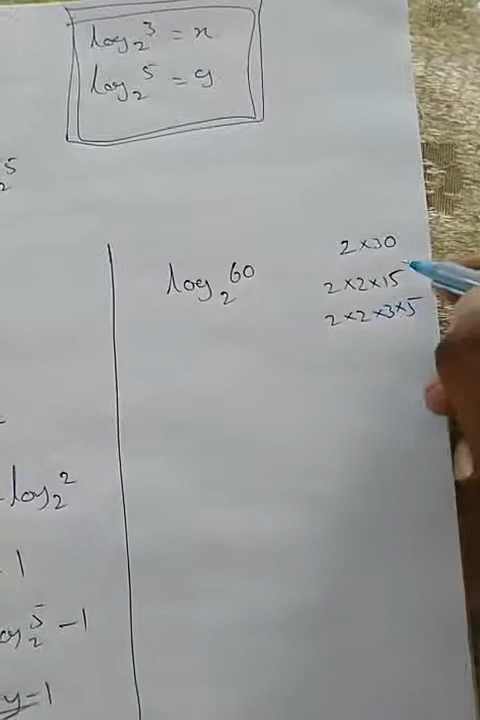 log₂³ = x
log₂⁵ = y
5
2
log₂⁶⁰
2×30
2×2×15
2×2×3×5
log₂²
1
log₂⁵ -1
y-1